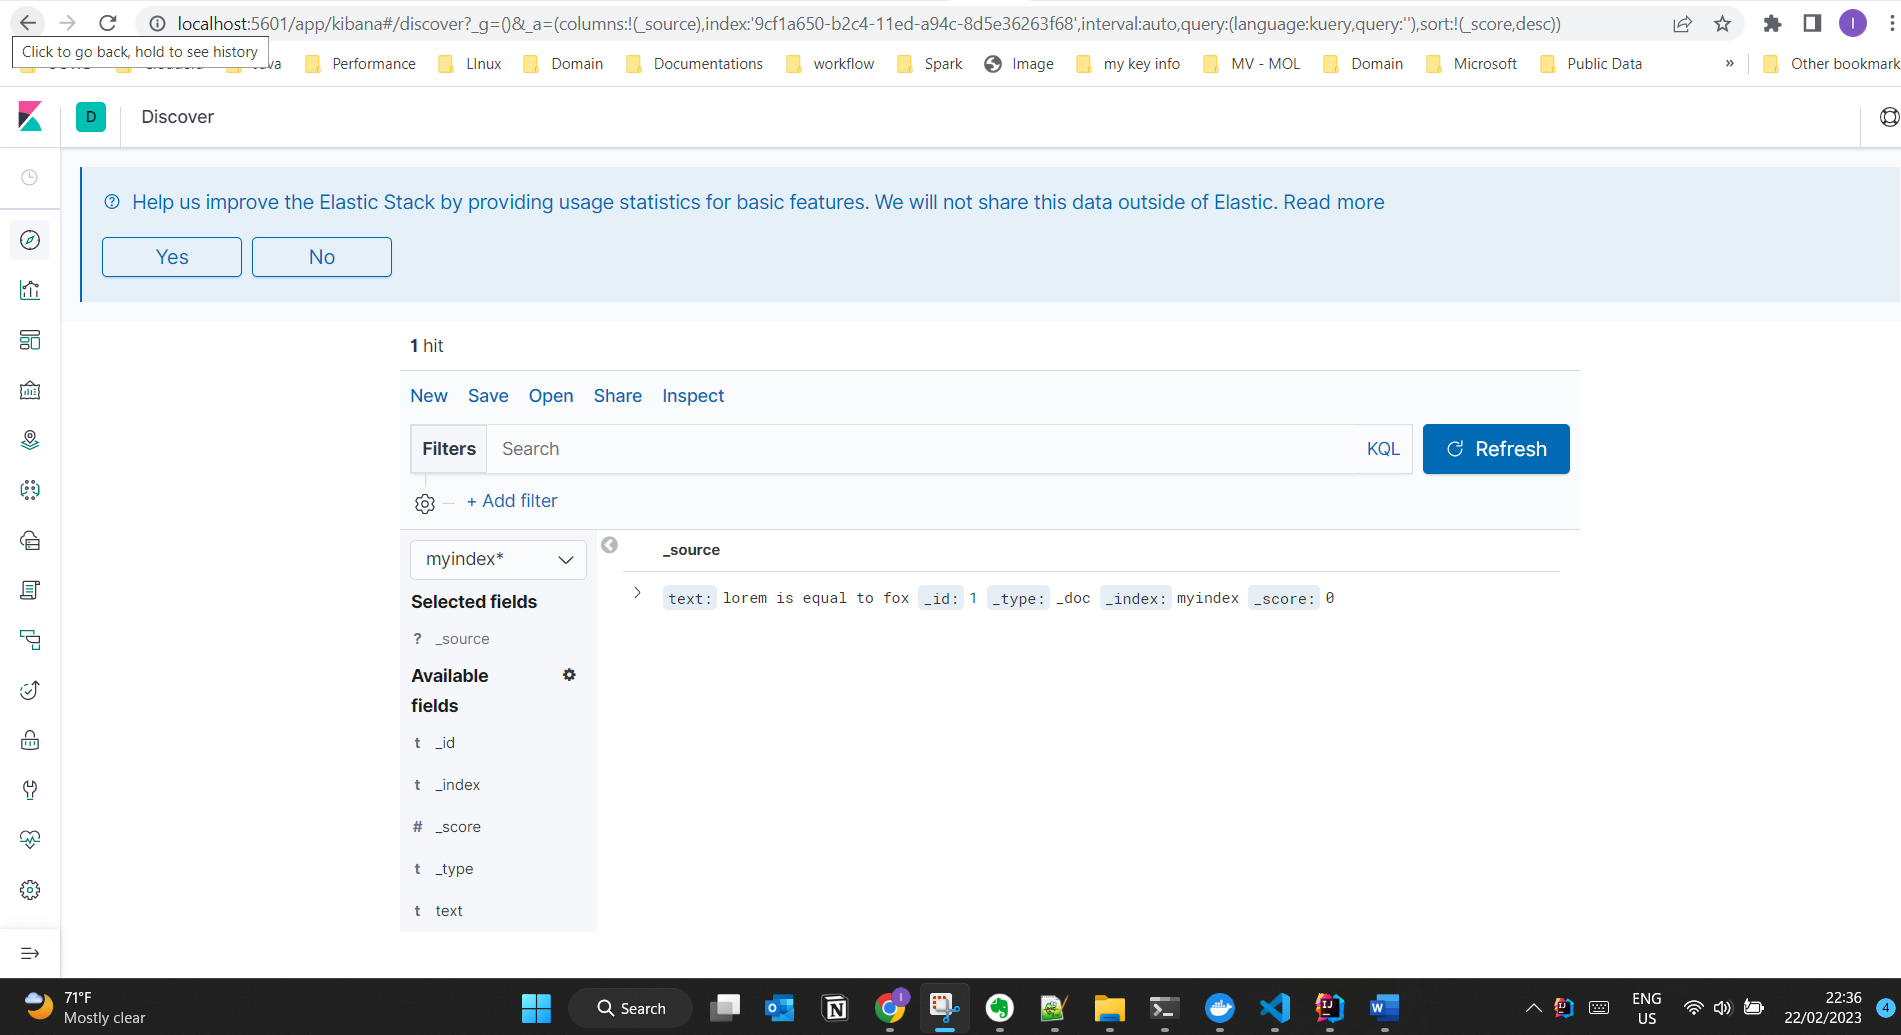 localhost:5601/app/kibana#/discover?_g=()&_a=(columns:!(_source),index:'9cf1a650-b2c4-11ed-a94c-8d5e36263f68',interval:auto,query:(language:kuery,query:''),sort:!(_score,desc))
I
Click to go back, hold to see history
Performance LInux Domain Documentations workflow Spark Image my key info MV - MOL Domain Microsoft Public Data » Other bookmark
D Discover
Help us improve the Elastic Stack by providing usage statistics for basic features. We will not share this data outside of Elastic. Read more
Yes No
1 hit
New Save Open Share Inspect
Filters Search KQL Refresh
+ Add filter
myindex*
_source
text: lorem is equal to fox _id: 1 _type: _doc _index: myindex _score: 0
Selected fields
? _source
Available
fields
t _id
t _index
# _score
t _type
t text
71°F
Mostly clear
Search
ENG
US
22:36
22/02/2023
4